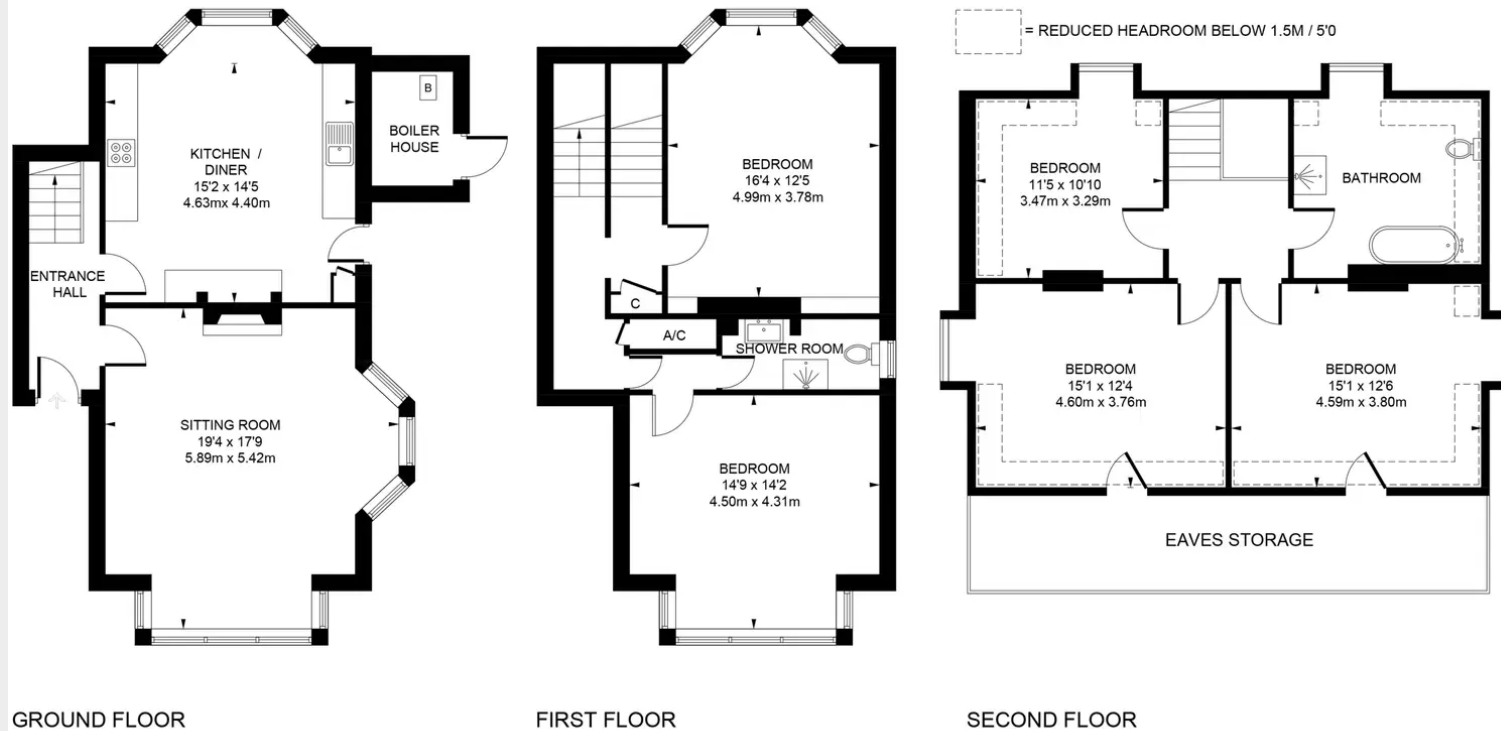 = REDUCED HEADROOM BELOW 1.5M / 5'0
B
BOILER
HOUSE
KITCHEN /
DINER
15'2 x 14'5
4.63mx 4.40m
ENTRANCE
HALL
SITTING ROOM
19'4 x 17'9
5.89m x 5.42m
GROUND FLOOR
BEDROOM
16'4 x 12'5
4.99m x 3.78m
C
A/C
SHOWER ROOM
BEDROOM
14'9 x 14'2
4.50m x 4.31m
FIRST FLOOR
BEDROOM
11'5 x 10'10
3.47m x 3.29m
BATHROOM
BEDROOM
15'1 x 12'4
4.60m x 3.76m
BEDROOM
15'1 x 12'6
4.59m x 3.80m
EAVES STORAGE
SECOND FLOOR